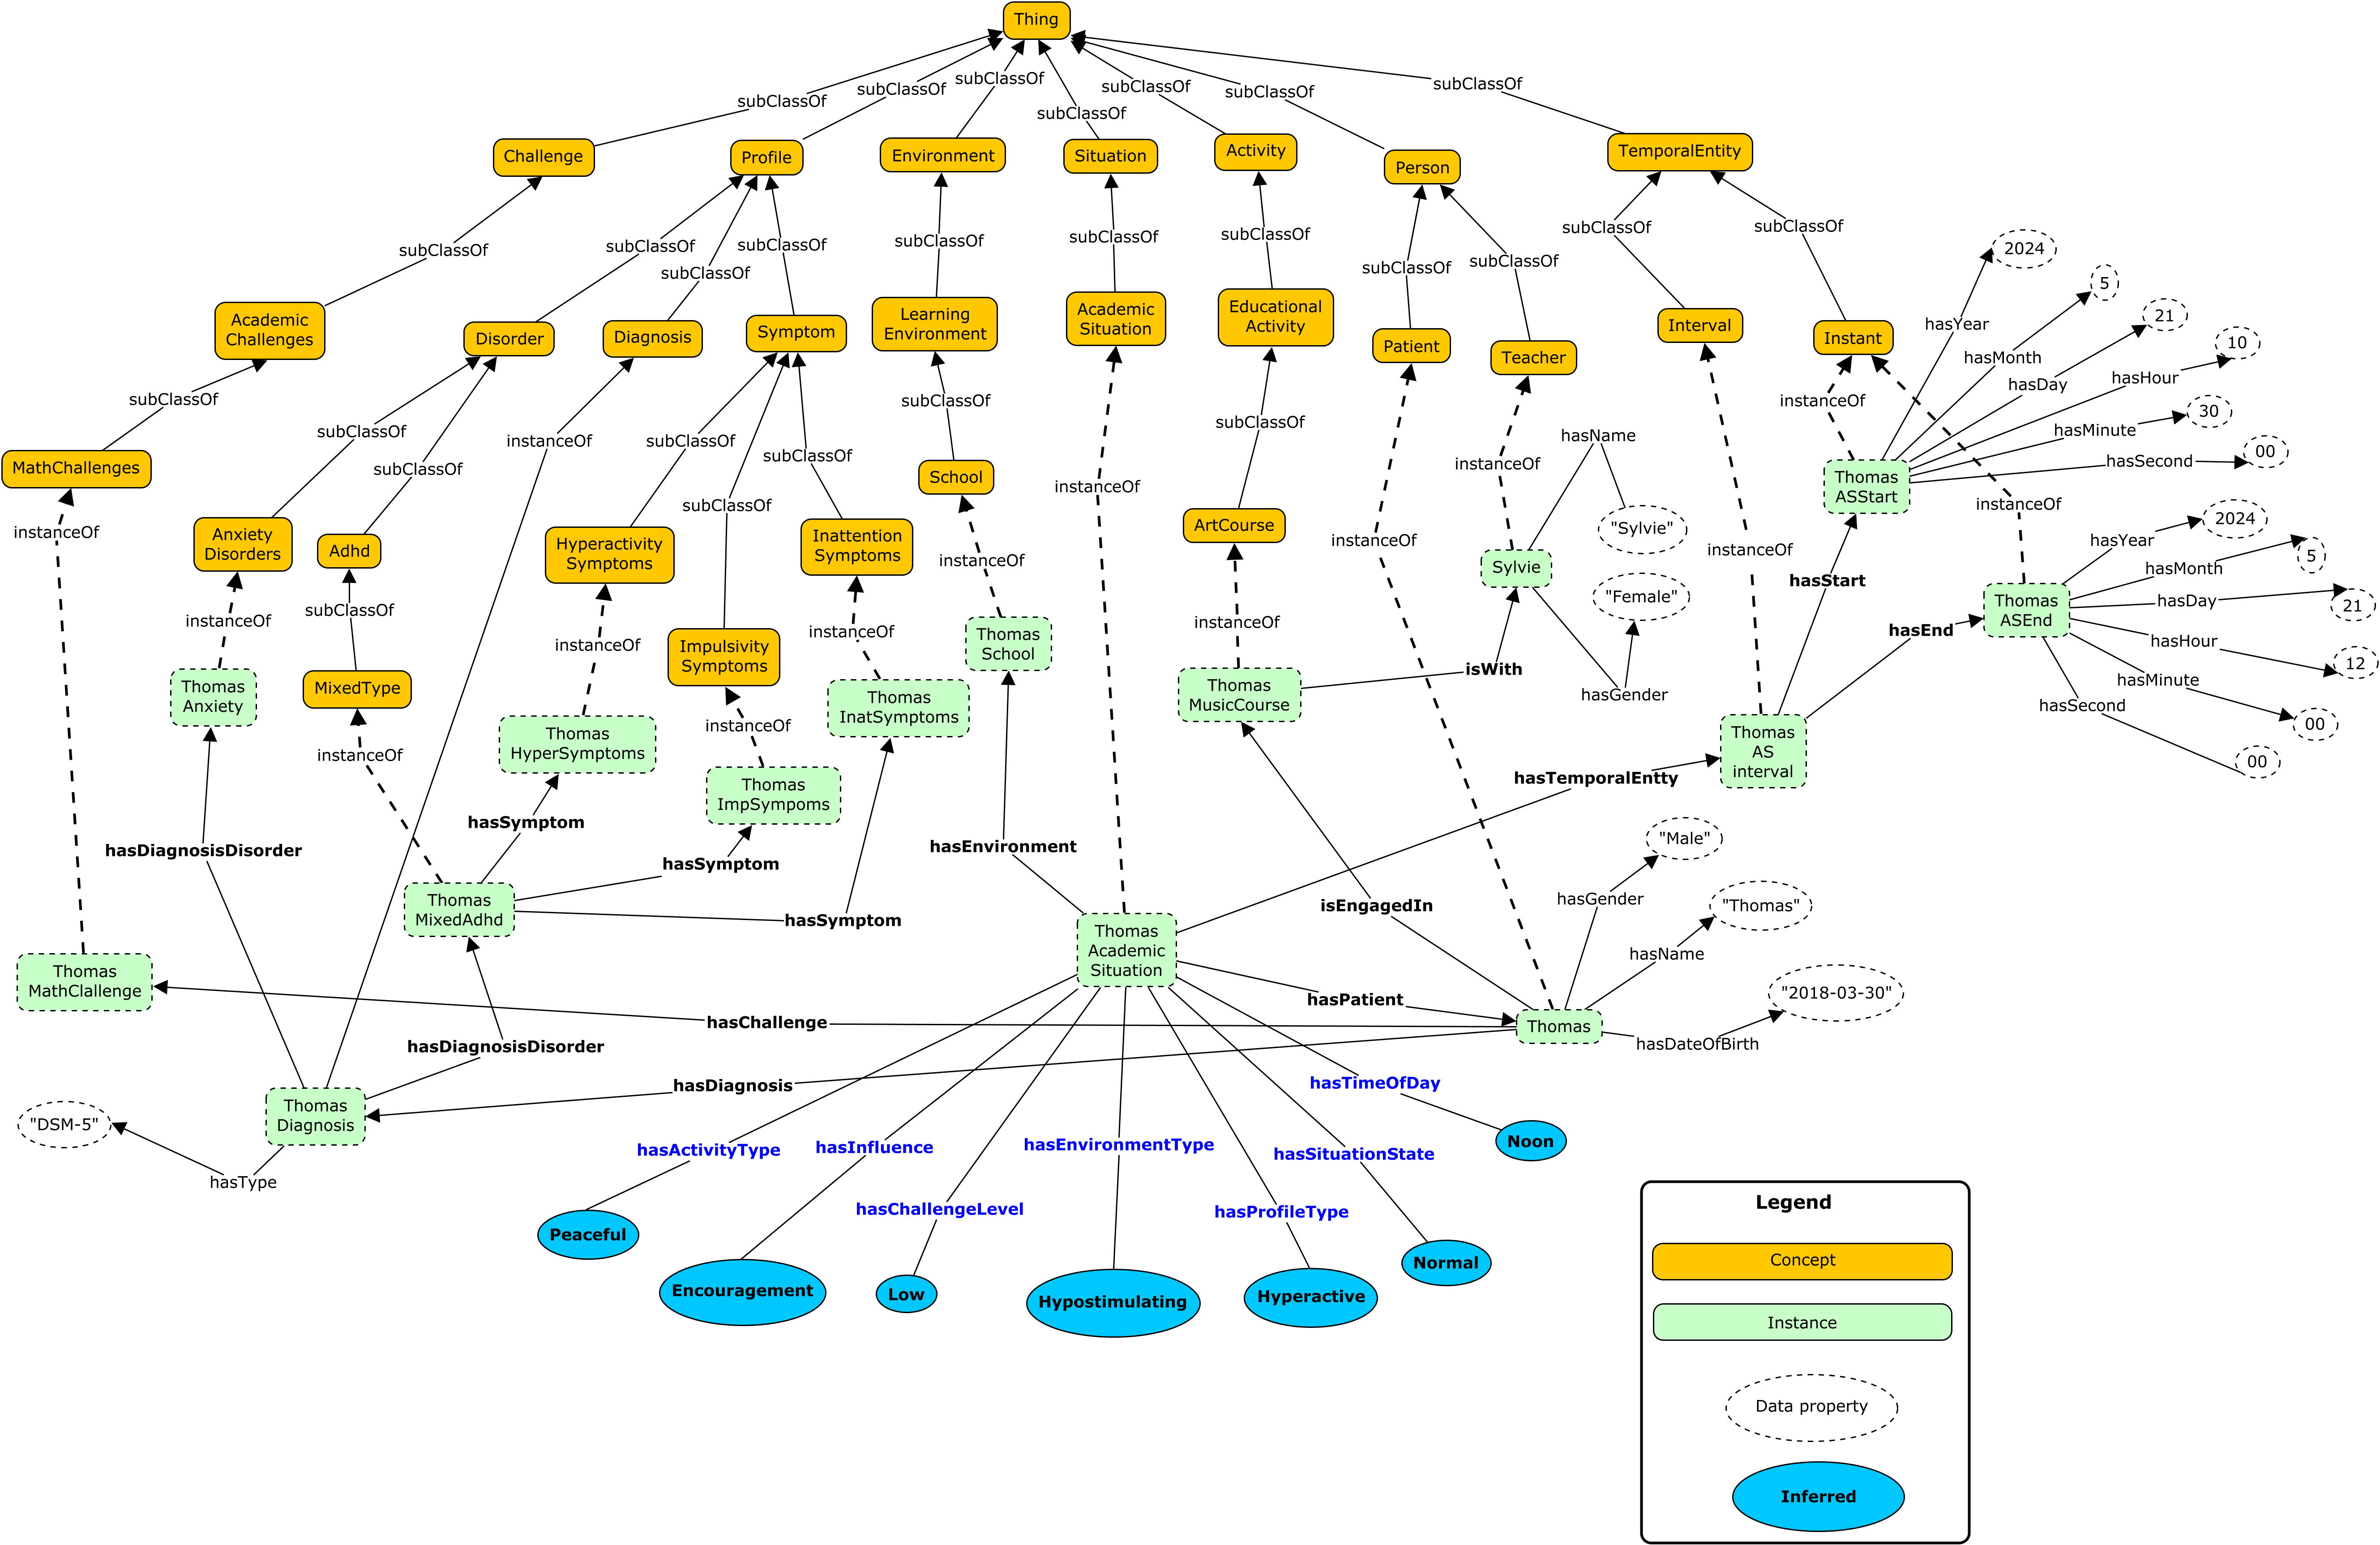 Thing
subClassOf
subClassOf
subClassOf
subClassOf
subClassOf
subClassOf
subClassOf
Challenge
Profile
Environment
Situation
Activity
Person
TemporalEntity
subClassOf
subClassOf
subClassOf
subClassOf
subClassOf
subClassOf
subClassOf
subClassOf
subClassOf
subClassOf
subClassOf
subClassOf
Academic
Challenges
Disorder
Diagnosis
Symptom
Learning
Environment
Academic
Situation
Educational
Activity
Patient
Teacher
Interval
Instant
hasYear
2024
hasMonth
5
hasDay
21
hasHour
10
hasMinute
30
hasSecond
00
subClassOf
subClassOf
subClassOf
instanceOf
subClassOf
subClassOf
subClassOf
subClassOf
instanceOf
subClassOf
instanceOf
instanceOf
hasName
"Sylvie"
instanceOf
instanceOf
instanceOf
MathChallenges
Anxiety
Disorders
Adhd
Hyperactivity
Symptoms
Inattention
Symptoms
School
ArtCourse
Sylvie
"Female"
hasGender
Thomas
ASStart
instanceOf
instanceOf
subClassOf
instanceOf
Impulsivity
Symptoms
instanceOf
instanceOf
instanceOf
hasStart
hasEnd
Thomas
ASEnd
hasYear
2024
hasMonth
5
hasDay
21
hasHour
12
hasMinute
00
hasSecond
00
Thomas
Anxiety
MixedType
instanceOf
Thomas
HyperSymptoms
instanceOf
Thomas
ImpSympoms
Thomas
InatSymptoms
Thomas
School
Thomas
MusicCourse
isWith
Thomas
AS
interval
hasTemporalEntty
hasDiagnosisDisorder
hasSymptom
hasSymptom
hasSymptom
hasEnvironment
isEngagedIn
hasGender
"Male"
hasName
"Thomas"
hasDateOfBirth
"2018-03-30"
Thomas
MathClallenge
Thomas
MixedAdhd
Thomas
Academic
Situation
hasPatient
Thomas
hasChallenge
hasDiagnosisDisorder
hasDiagnosis
Thomas
Diagnosis
"DSM-5"
hasType
hasTimeOfDay
Noon
hasActivityType
hasInfluence
hasEnvironmentType
hasSituationState
hasChallengeLevel
hasProfileType
Peaceful
Encouragement
Low
Hypostimulating
Hyperactive
Normal
Legend
Concept
Instance
Data property
Inferred